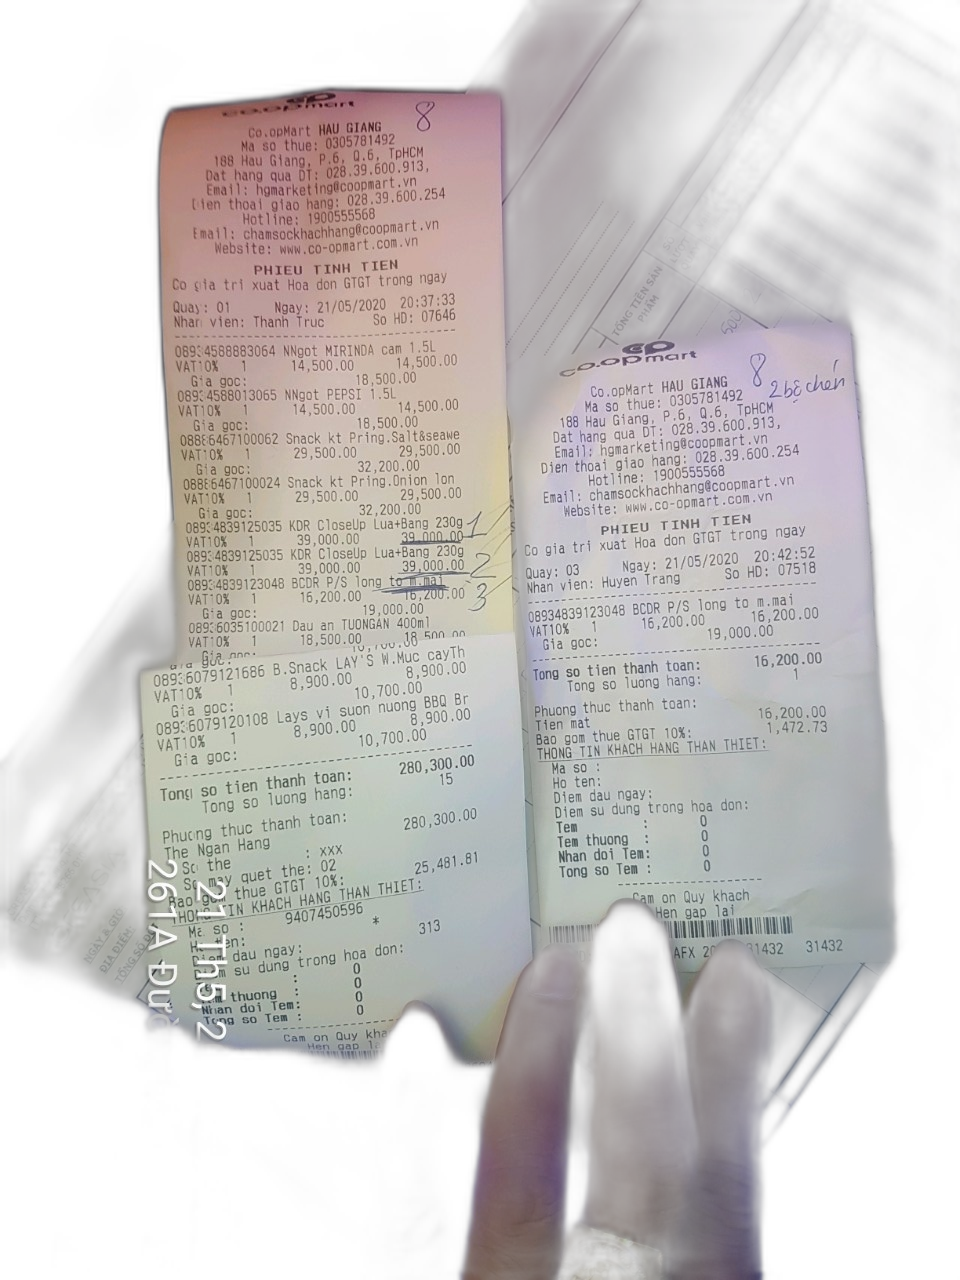 co.opmart
8
Co.opMart HAU GIANG
Ma so thue: 0305781492
188 Hau Giang, P.6, Q.6, TpHCM
Dat hang qua DT: 028.39.600.913,
Email: hgmarketing@coopmart.vn
Dien thoai giao hang: 028.39.600.254
Hotline: 1900555568
Email: chamsockhachhang@coopmart.vn
Website: www.co-opmart.com.vn
PHIEU TINH TIEN
Co gia tri xuat Hoa don GTGT trong ngay
Quay: 01 Ngay: 21/05/2020 20:37:33
Nhan vien: Thanh Truc So HD: 07646
08934588883064 NNgot MIRINDA cam 1.5L
VAT10% 1 14,500.00 14,500.00
Gia goc: 18,500.00
08934588013065 NNgot PEPSI 1.5L
VAT10% 1 14,500.00 14,500.00
Gia goc: 18,500.00
08886467100062 Snack kt Pring.Salt&seawe
VAT10% 1 29,500.00 29,500.00
Gia goc: 32,200.00
08886467100024 Snack kt Pring.Onion lon
VAT10% 1 29,500.00 29,500.00
Gia goc: 32,200.00
08934839125035 KDR CloseUp Lua+Bang 230g 1
VAT10% 1 39,000.00 39,000.00
08934839125035 KDR CloseUp Lua+Bang 230g 2
VAT10% 1 39,000.00 39,000.00
08934839123048 BCDR P/S long to m.mai 3
VAT10% 1 16,200.00 16,200.00
Gia goc: 19,000.00
08936035100021 Dau an TUONGAN 400ml
VAT10% 1 18,500.00 18,500.00
Gia goc:
Gia goc: 10,700.00
08936079121686 B.Snack LAY'S W.Muc cayTh
VAT10% 1 8,900.00 8,900.00
Gia goc: 10,700.00
08936079120108 Lays vi suon nuong BBQ Br
VAT10% 1 8,900.00 8,900.00
Gia goc: 10,700.00
Tong so tien thanh toan: 280,300.00
Tong so luong hang: 15
Phuong thuc thanh toan:
The Ngan Hang 280,300.00
So the : XXX
So may quet the: 02
Bao gom thue GTGT 10%: 25,481.81
THONG TIN KHACH HANG THAN THIET:
Ma so : 9407450596
Ho ten: *
Diem dau ngay: 313
Diem su dung trong hoa don:
: 0
Tem thuong : 0
Nhan doi Tem: 0
Tong so Tem : 0
Cam on Quy kha
Hen gap l
21 Th5, 2
261A Đườ
co.opmart
8
2 bộ chén
Co.opMart HAU GIANG
Ma so thue: 0305781492
188 Hau Giang, P.6, Q.6, TpHCM
Dat hang qua DT: 028.39.600.913,
Email: hgmarketing@coopmart.vn
Dien thoai giao hang: 028.39.600.254
Hotline: 1900555568
Email: chamsockhachhang@coopmart.vn
Website: www.co-opmart.com.vn
PHIEU TINH TIEN
Co gia tri xuat Hoa don GTGT trong ngay
Quay: 03 Ngay: 21/05/2020 20:42:52
Nhan vien: Huyen Trang So HD: 07518
08934839123048 BCDR P/S long to m.mai
VAT10% 1 16,200.00 16,200.00
Gia goc: 19,000.00
Tong so tien thanh toan: 16,200.00
Tong so luong hang: 1
Phuong thuc thanh toan:
Tien mat 16,200.00
Bao gom thue GTGT 10%: 1,472.73
THONG TIN KHACH HANG THAN THIET:
Ma so :
Ho ten:
Diem dau ngay:
Diem su dung trong hoa don:
Tem : 0
Tem thuong : 0
Nhan doi Tem: 0
Tong so Tem : 0
Cam on Quy khach
Hen gap lai
AFX 31432 31432
TỔNG TIỀN SẢN PHẨM